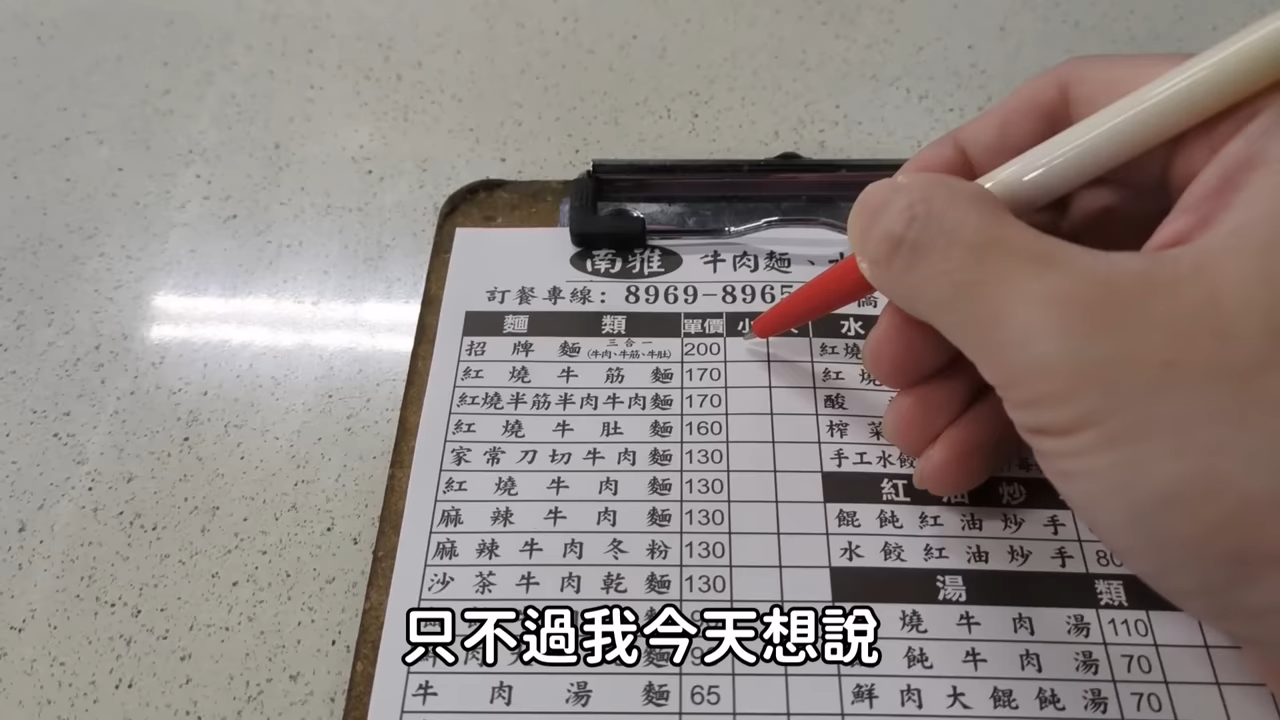 南雅 牛肉麵、水
訂餐專線: 8969-8965 僑
麵類 單價 小 大 水
招牌麵 三合一 (牛肉、牛筋、牛肚) 200 紅燒
紅燒牛筋麵 170 紅燒
紅燒半筋半肉牛肉麵 170 酸
紅燒牛肚麵 160 榨菜
家常刀切牛肉麵 130 手工水餃
紅燒牛肉麵 130 紅油炒
麻辣牛肉麵 130 餛飩紅油炒手
麻辣牛肉冬粉 130 水餃紅油炒手 80
沙茶牛肉乾麵 130 湯類
燒牛肉湯 110
飩牛肉湯 70
牛肉湯麵 65 鮮肉大餛飩湯 70
只不過我今天想說